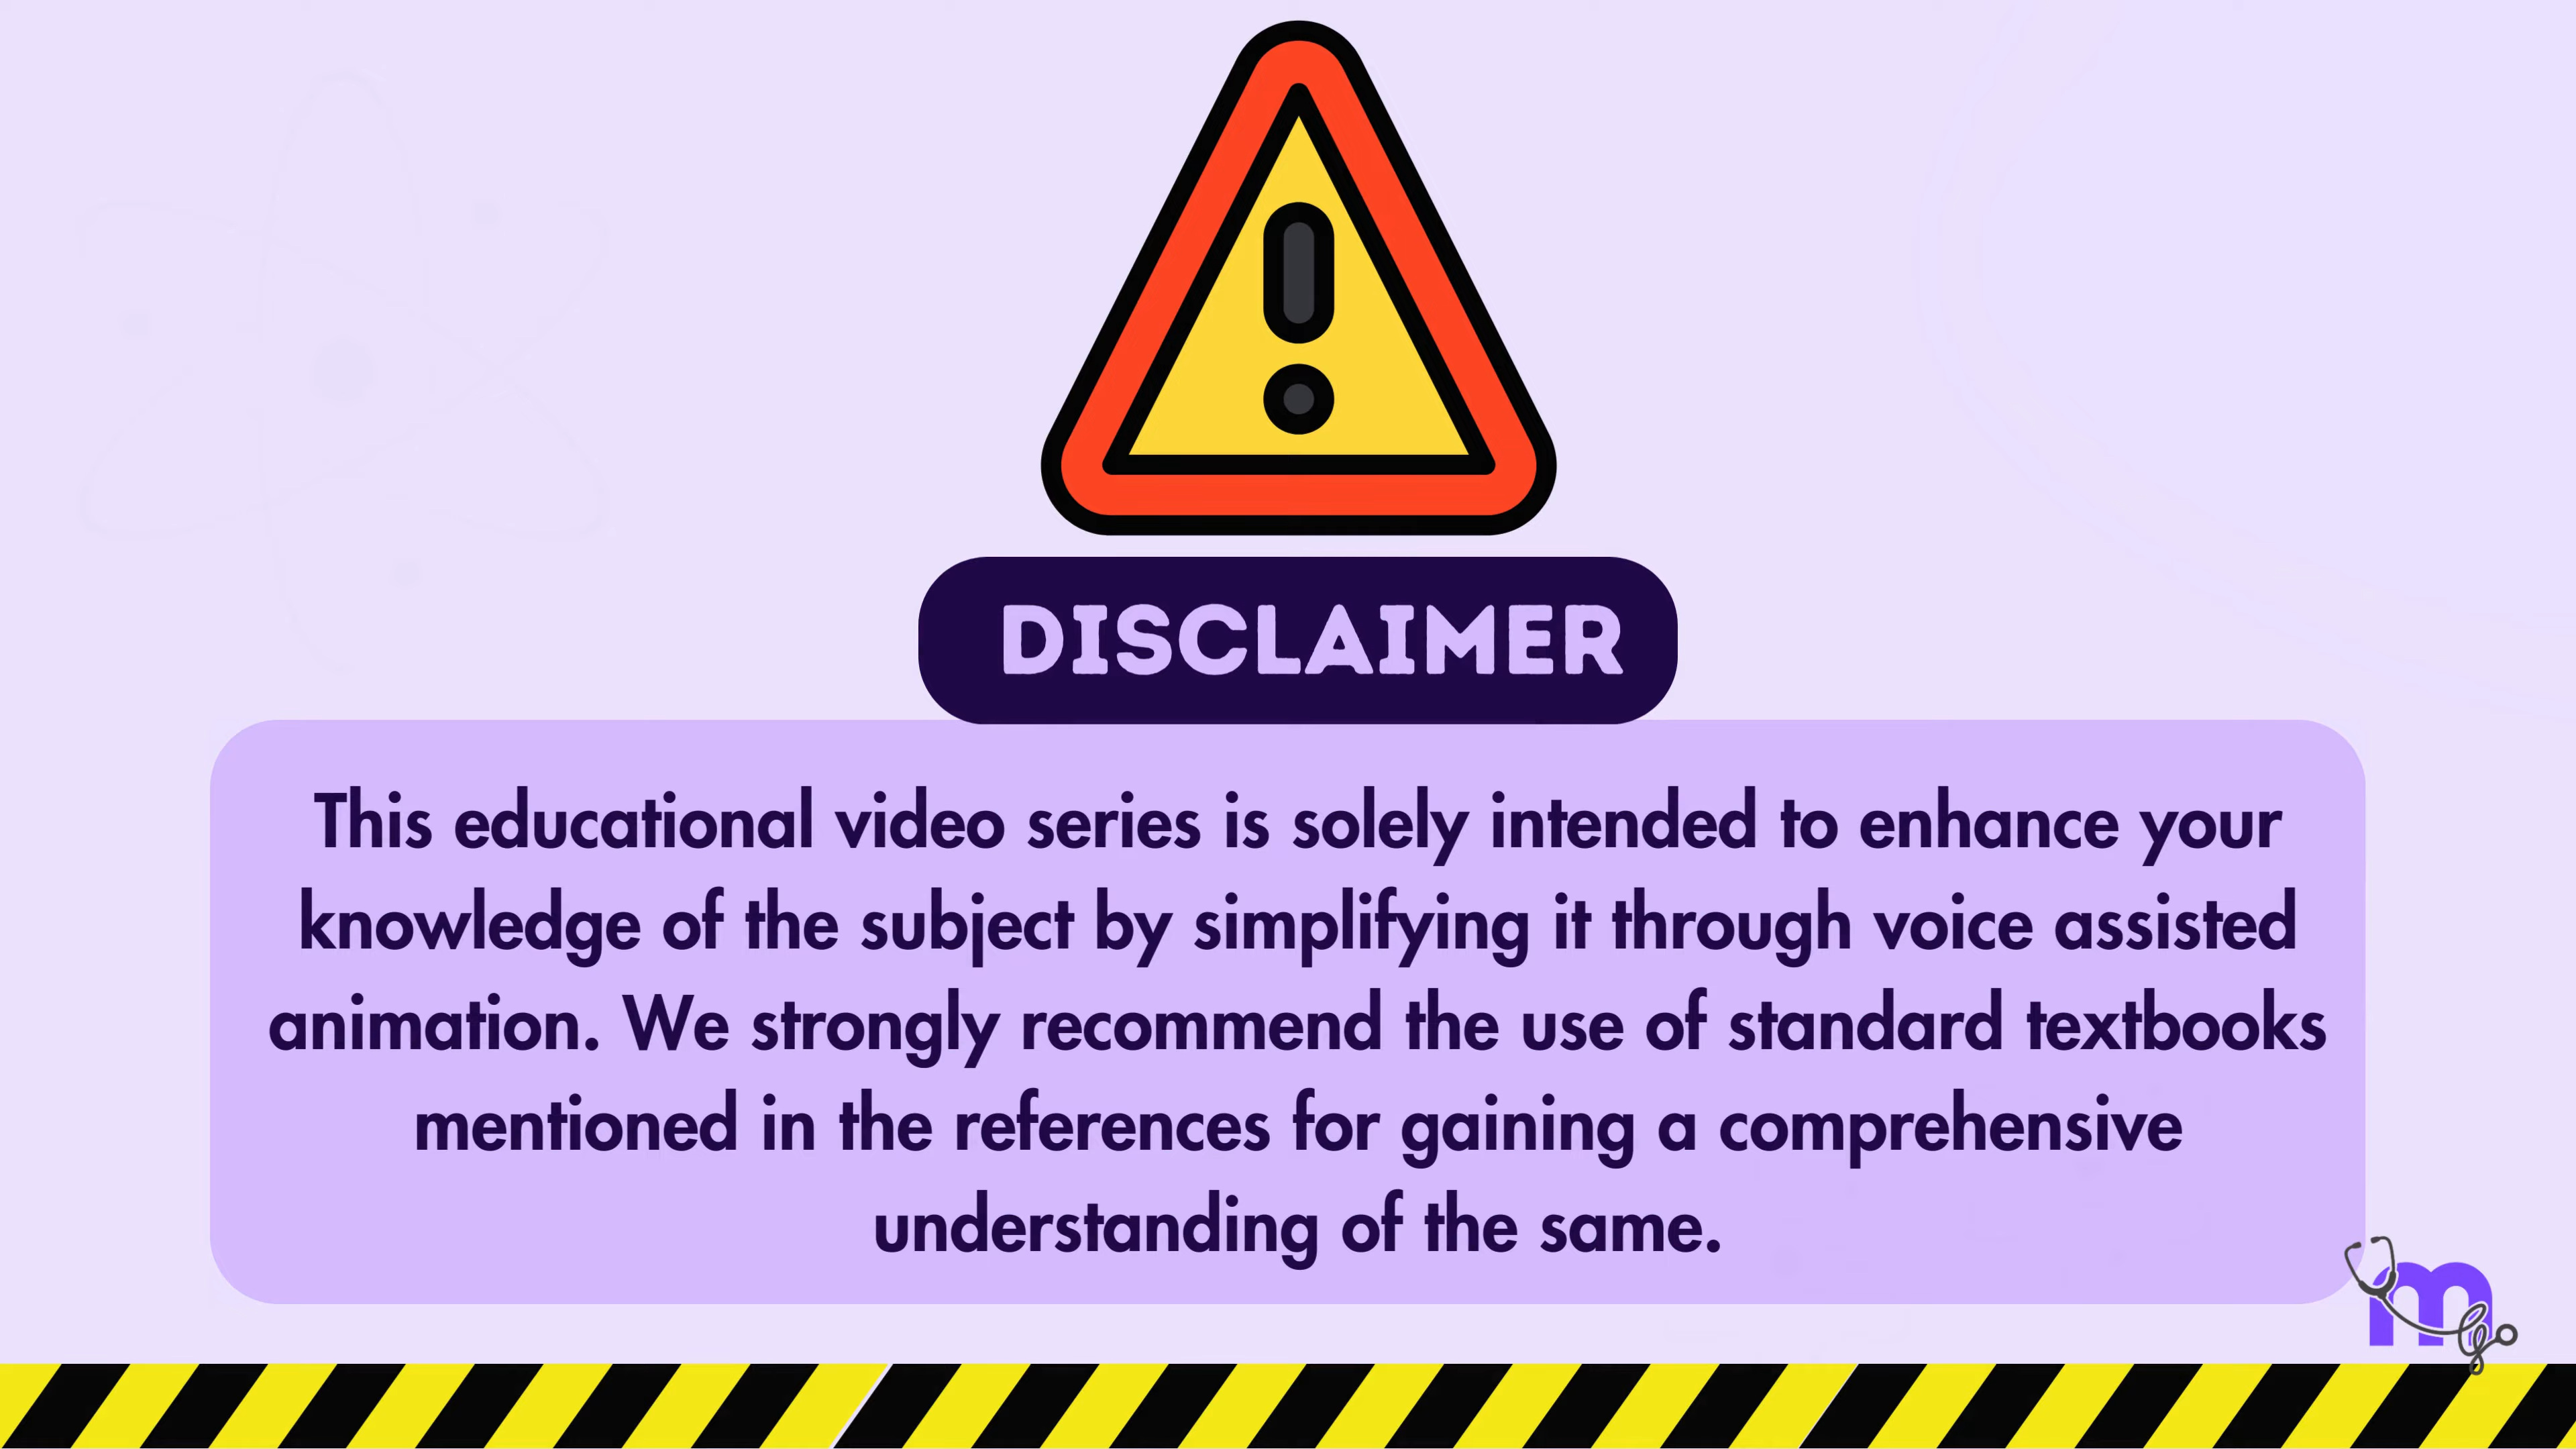 DISCLAIMER
This educational video series is solely intended to enhance your
knowledge of the subject by simplifying it through voice assisted
animation. We strongly recommend the use of standard textbooks
mentioned in the references for gaining a comprehensive
understanding of the same.
m go